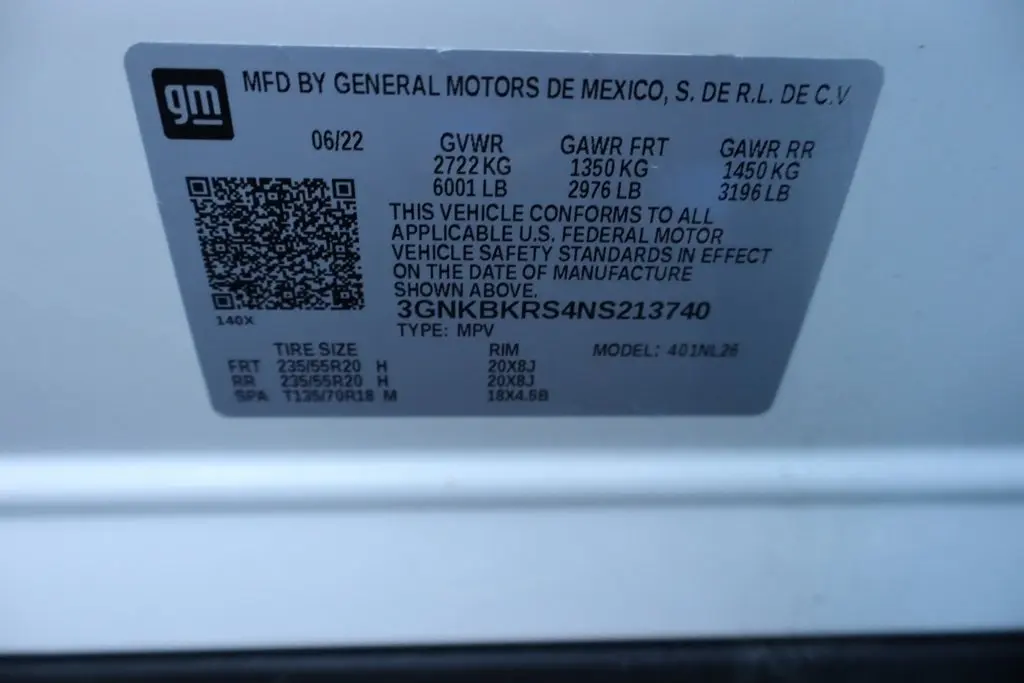 gm
MFD BY GENERAL MOTORS DE MEXICO, S. DE R.L. DE C.V
06/22 GVWR GAWR FRT GAWR RR
2722 KG 1350 KG 1450 KG
6001 LB 2976 LB 3196 LB
THIS VEHICLE CONFORMS TO ALL
APPLICABLE U.S. FEDERAL MOTOR
VEHICLE SAFETY STANDARDS IN EFFECT
ON THE DATE OF MANUFACTURE
SHOWN ABOVE.
140X
3GNKBKRS4NS213740
TYPE: MPV
TIRE SIZE RIM MODEL: 401NL26
FRT 235/55R20 H 20X8J
RR 235/55R20 H 20X8J
SPA T135/70R18 M 18X4.5B